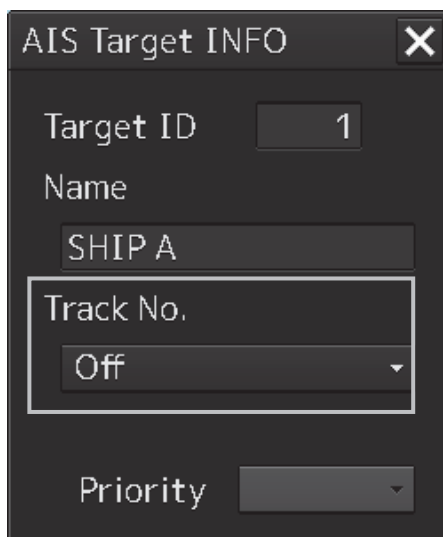 AIS Target INFO
Target ID 1
Name
SHIP A
Track No.
Off
Priority